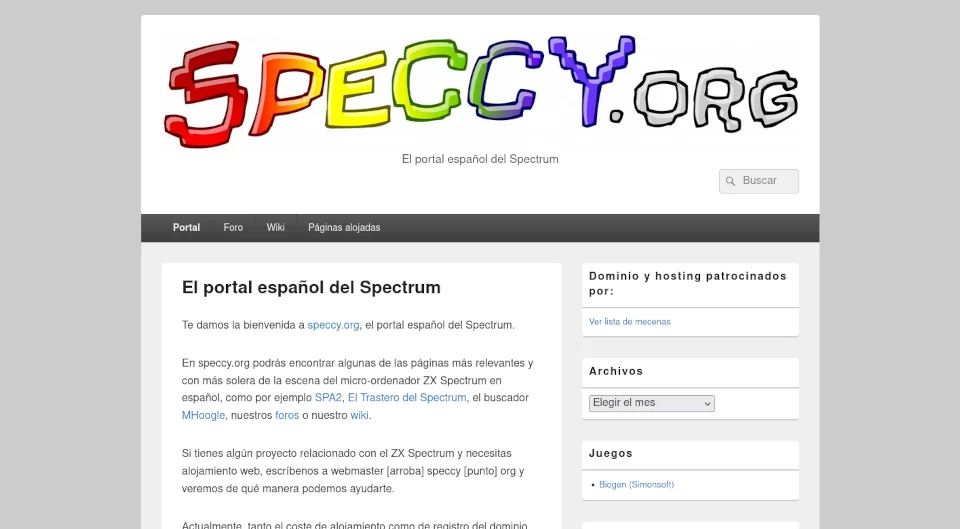 SPECCY.ORG
El portal español del Spectrum
Buscar
Portal Foro Wiki Páginas alojadas
El portal español del Spectrum
Te damos la bienvenida a speccy.org, el portal español del Spectrum.
En speccy.org podrás encontrar algunas de las páginas más relevantes y
con más solera de la escena del micro-ordenador ZX Spectrum en
español, como por ejemplo SPA2, El Trastero del Spectrum, el buscador
MHoogle, nuestros foros o nuestro wiki.
Si tienes algún proyecto relacionado con el ZX Spectrum y necesitas
alojamiento web, escríbenos a webmaster [arroba] speccy [punto] org y
veremos de qué manera podemos ayudarte.
Actualmente, tanto el coste de alojamiento como de registro del dominio
Dominio y hosting patrocinados
por:
Ver lista de mecenas
Archivos
Elegir el mes
Juegos
• Biogen (Simonsoft)